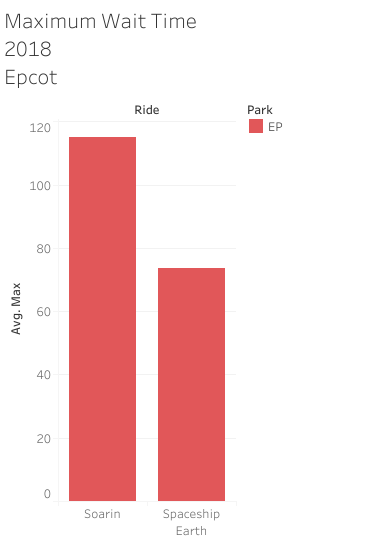 Maximum Wait Time
2018
Epcot
Ride
Park
EP
120
100
80
60
40
20
0
Avg. Max
Soarin
Spaceship
Earth